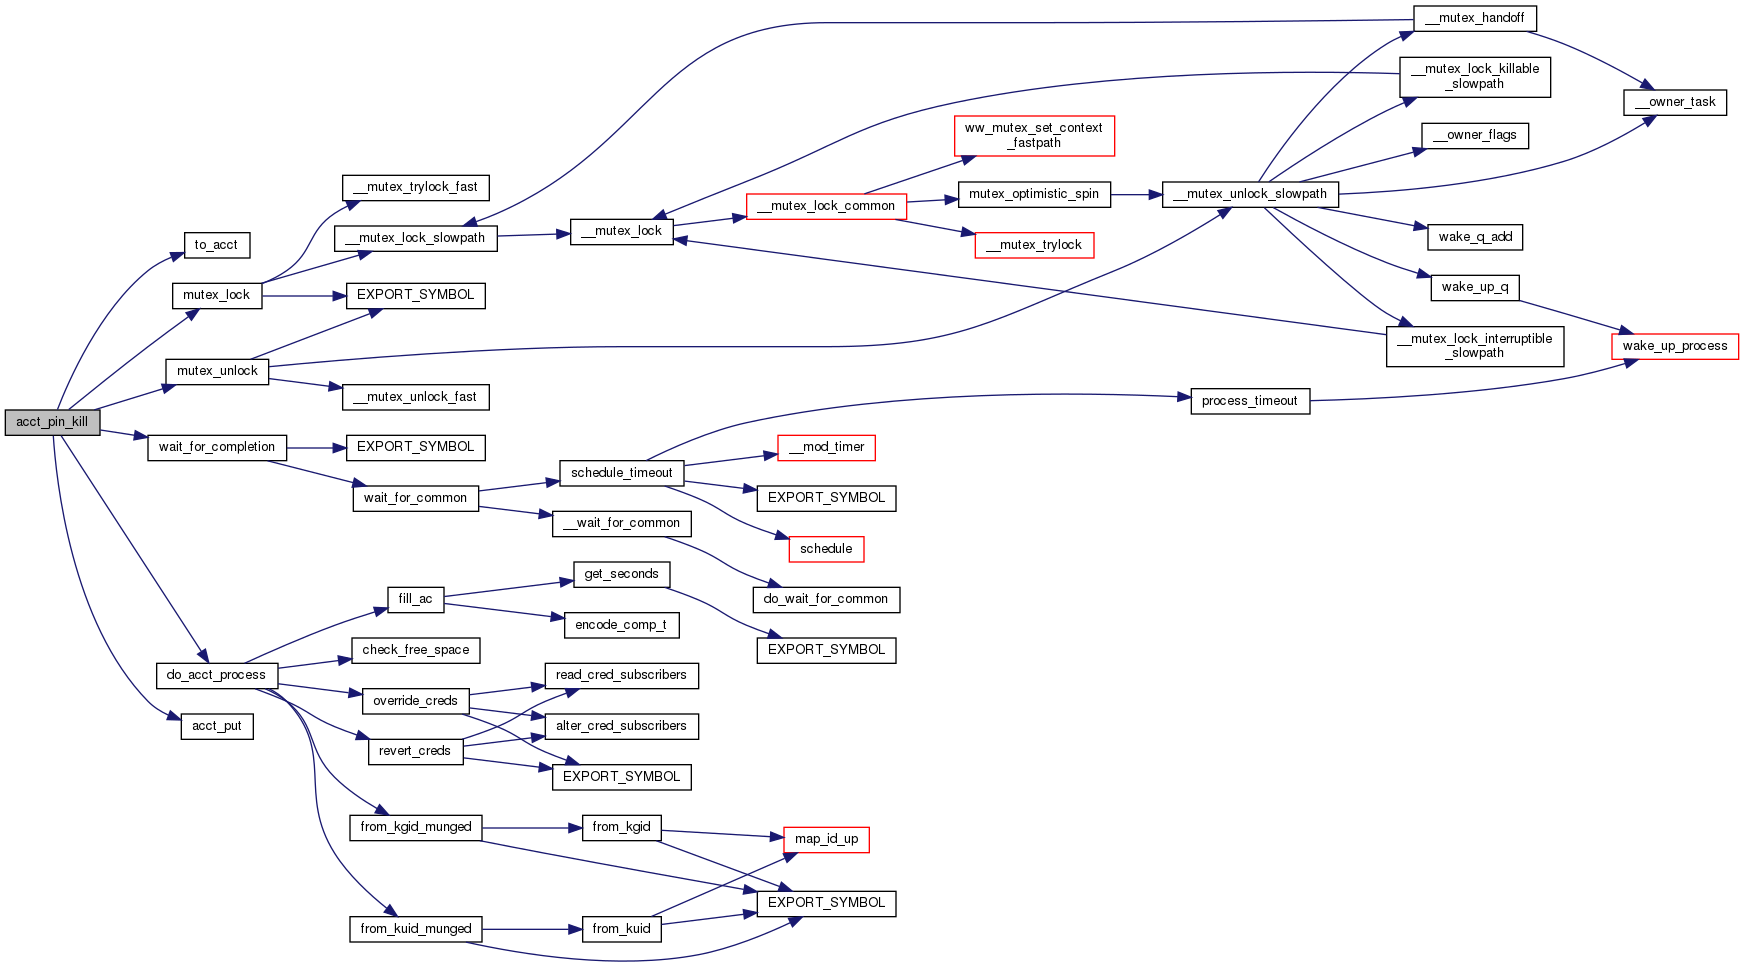 __mutex_handoff
__mutex_lock_killable
_slowpath
__owner_task
ww_mutex_set_context
_fastpath
__owner_flags
__mutex_trylock_fast
mutex_optimistic_spin
__mutex_unlock_slowpath
__mutex_lock_common
__mutex_lock_slowpath
__mutex_lock
wake_q_add
to_acct
__mutex_trylock
mutex_lock
EXPORT_SYMBOL
wake_up_q
__mutex_lock_interruptible
_slowpath
wake_up_process
mutex_unlock
__mutex_unlock_fast
process_timeout
acct_pin_kill
wait_for_completion
EXPORT_SYMBOL
__mod_timer
schedule_timeout
wait_for_common
EXPORT_SYMBOL
__wait_for_common
schedule
get_seconds
fill_ac
do_wait_for_common
encode_comp_t
check_free_space
EXPORT_SYMBOL
do_acct_process
read_cred_subscribers
override_creds
acct_put
alter_cred_subscribers
revert_creds
EXPORT_SYMBOL
from_kgid_munged
from_kgid
map_id_up
EXPORT_SYMBOL
from_kuid_munged
from_kuid